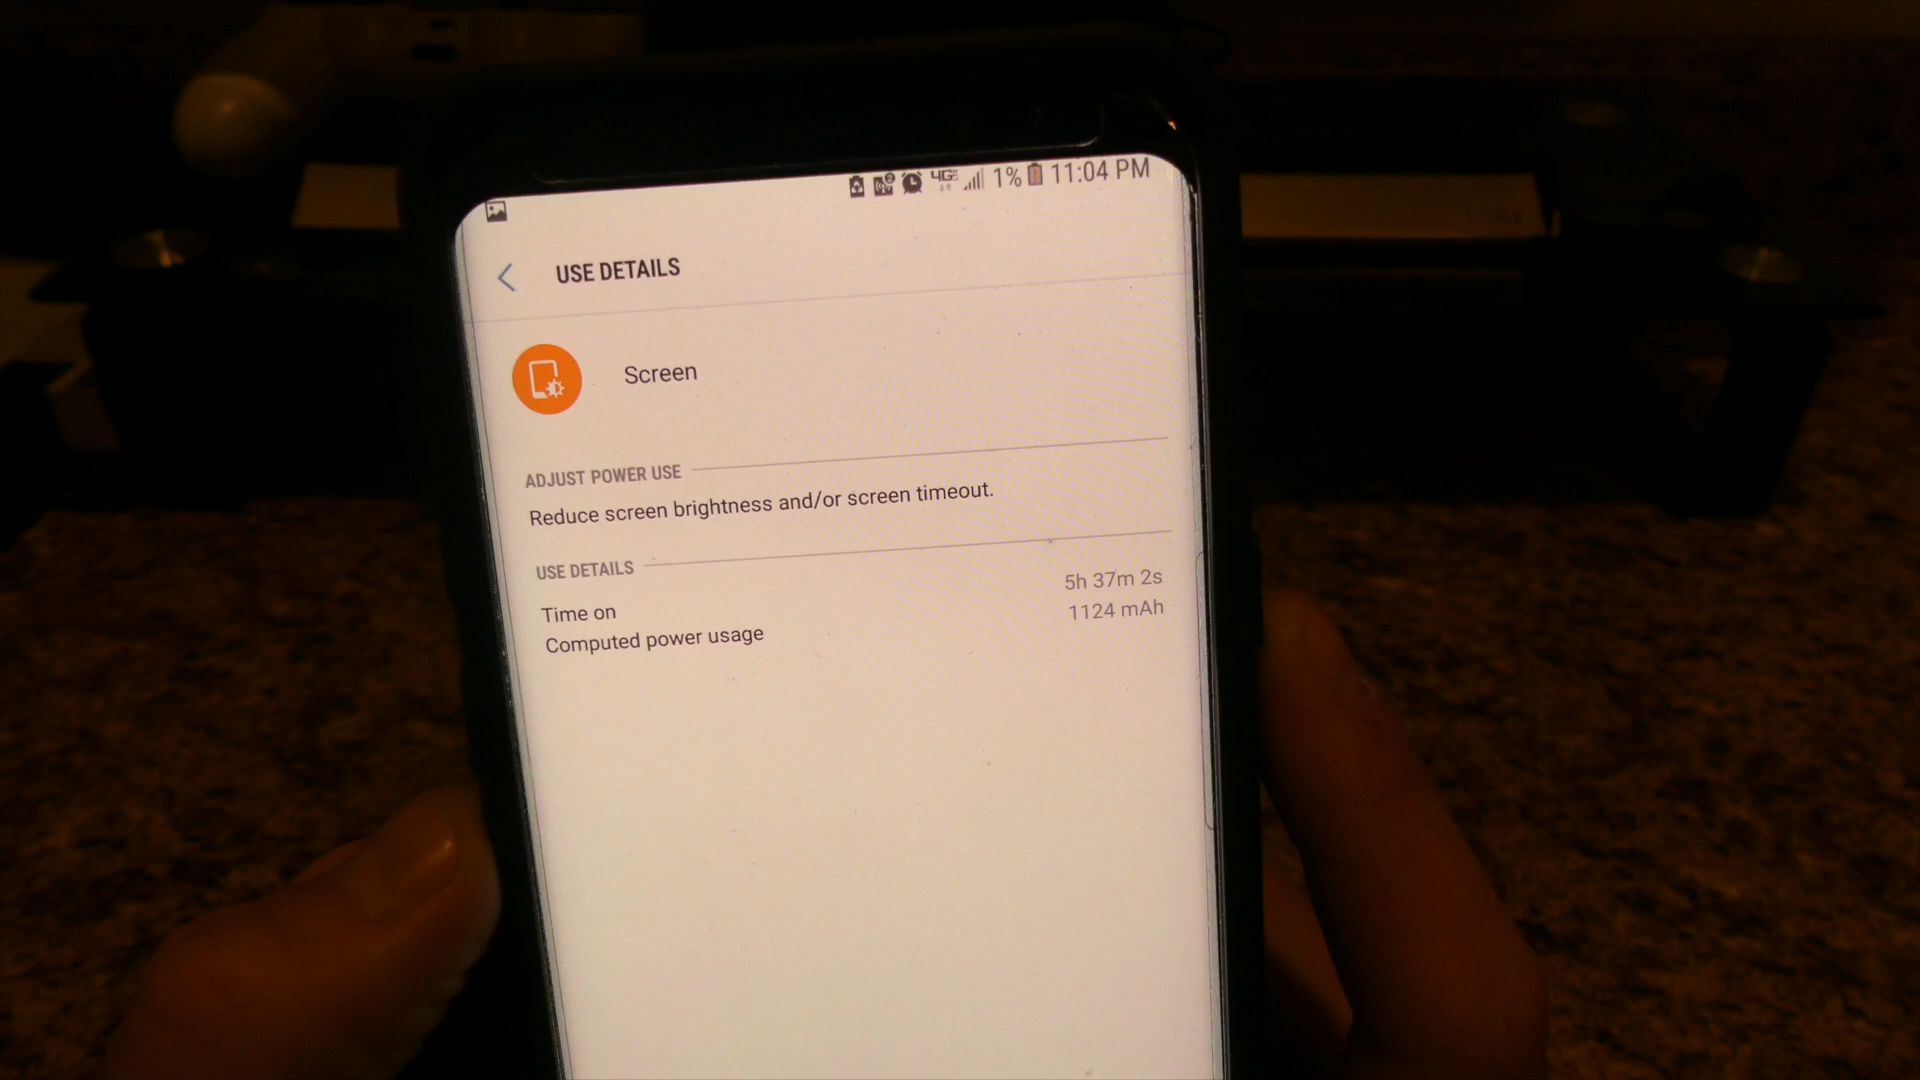 4G 1% 11:04 PM
USE DETAILS
Screen
ADJUST POWER USE
Reduce screen brightness and/or screen timeout.
USE DETAILS
Time on 5h 37m 2s
Computed power usage 1124 mAh